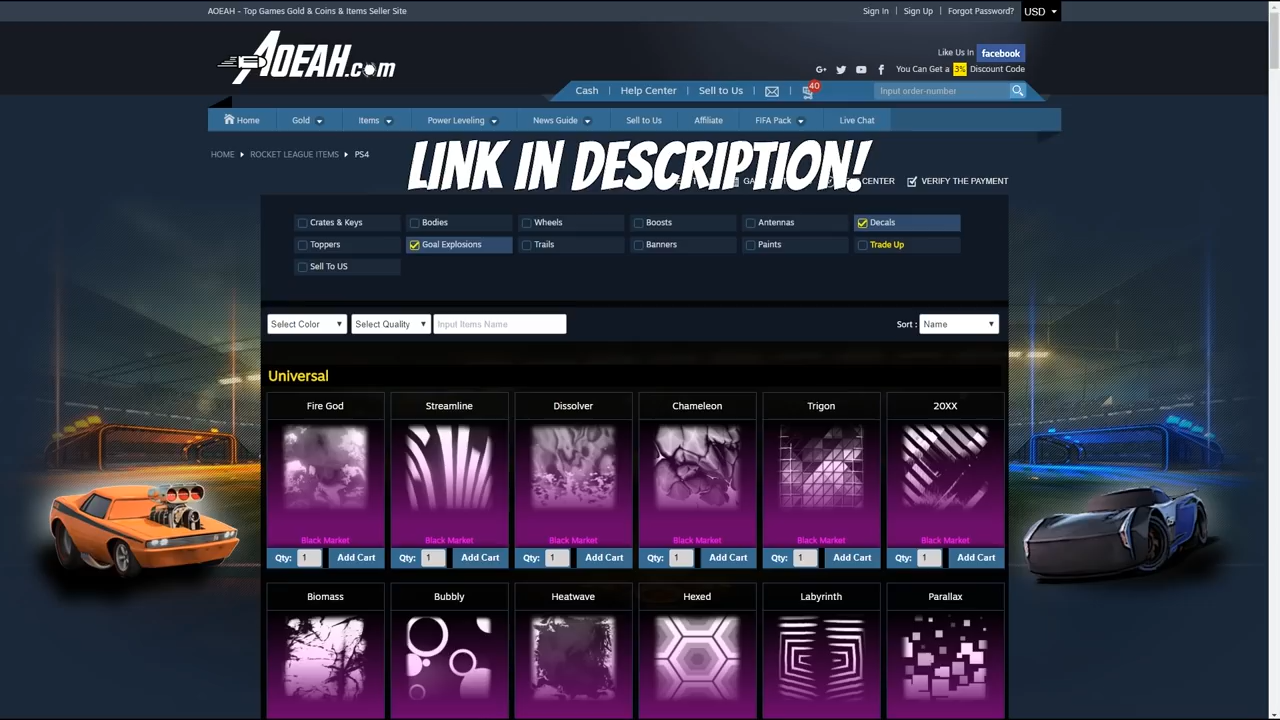 AOEAH - Top Games Gold & Coins & Items Seller Site
Sign In | Sign Up | Forgot Password? USD
AOEAH.com
Like Us In facebook
You Can Get a 3% Discount Code
Cash | Help Center | Sell to Us | | 40
Input order-number
Home Gold Items Power Leveling News Guide Sell to Us Affiliate FIFA Pack Live Chat
HOME ROCKET LEAGUE ITEMS PS4
LINK IN DESCRIPTION!
CENTER VERIFY THE PAYMENT
Crates & Keys Bodies Wheels Boosts Antennas Decals
Toppers Goal Explosions Trails Banners Paints Trade Up
Sell To US
Select Color Select Quality Input Items Name Sort : Name
Universal
Fire God Streamline Dissolver Chameleon Trigon 20XX
Black Market Black Market Black Market Black Market Black Market Black Market
Qty: 1 Add Cart Qty: 1 Add Cart Qty: 1 Add Cart Qty: 1 Add Cart Qty: 1 Add Cart Qty: 1 Add Cart
Biomass Bubbly Heatwave Hexed Labyrinth Parallax